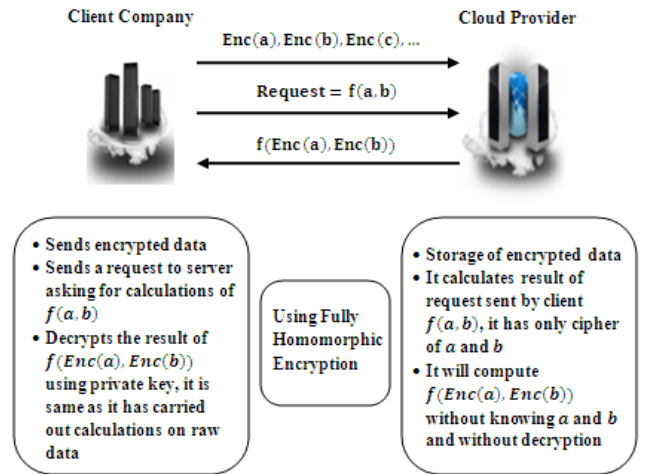 Client Company
Cloud Provider
Enc(a), Enc(b), Enc(c), ...
Request = f(a, b)
f(Enc(a), Enc(b))
• Sends encrypted data
• Sends a request to server
asking for calculations of
f(a, b)
• Decrypts the result of
f(Enc(a), Enc(b))
using private key, it is
same as it has carried
out calculations on raw
data
Using Fully
Homomorphic
Encryption
• Storage of encrypted data
• It calculates result of
request sent by client
f(a, b), it has only cipher
of a and b
• It will compute
f(Enc(a), Enc(b))
without knowing a and b
and without decryption